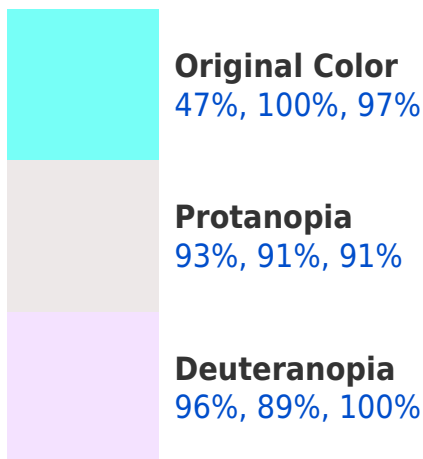 Original Color
47%, 100%, 97%
Protanopia
93%, 91%, 91%
Deuteranopia
96%, 89%, 100%